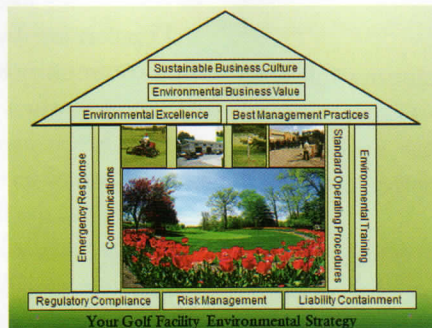 Sustainable Business Culture
Environmental Business Value
Environmental Excellence
Best Management Practices
Emergency Response
Communications
Standard Operating Procedures
Environmental Training
Regulatory Compliance
Risk Management
Liability Containment
Your Golf Facility Environmental Strategy